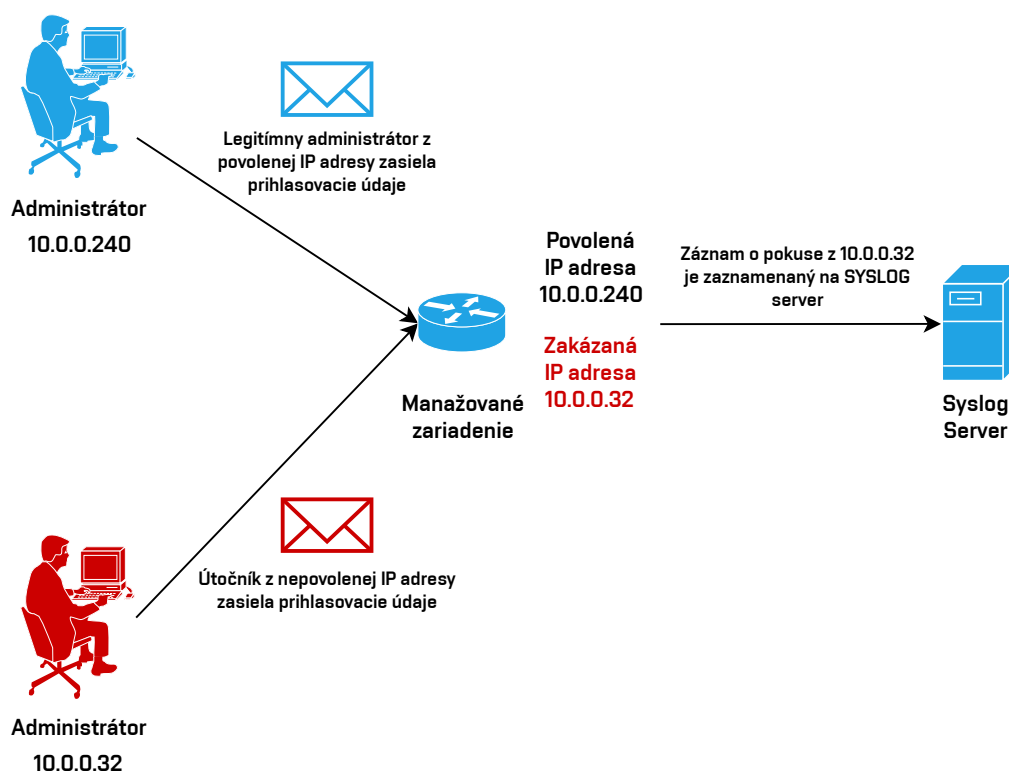 Legitímny administrátor z
povolenej IP adresy zasiela
prihlasovacie údaje
Administrátor
10.0.0.240
Povolená
IP adresa
10.0.0.240
Zakázaná
IP adresa
10.0.0.32
Záznam o pokuse z 10.0.0.32
je zaznamenaný na SYSLOG
server
Manažované
zariadenie
Syslog
Server
Útočník z nepovolenej IP adresy
zasiela prihlasovacie údaje
Administrátor
10.0.0.32